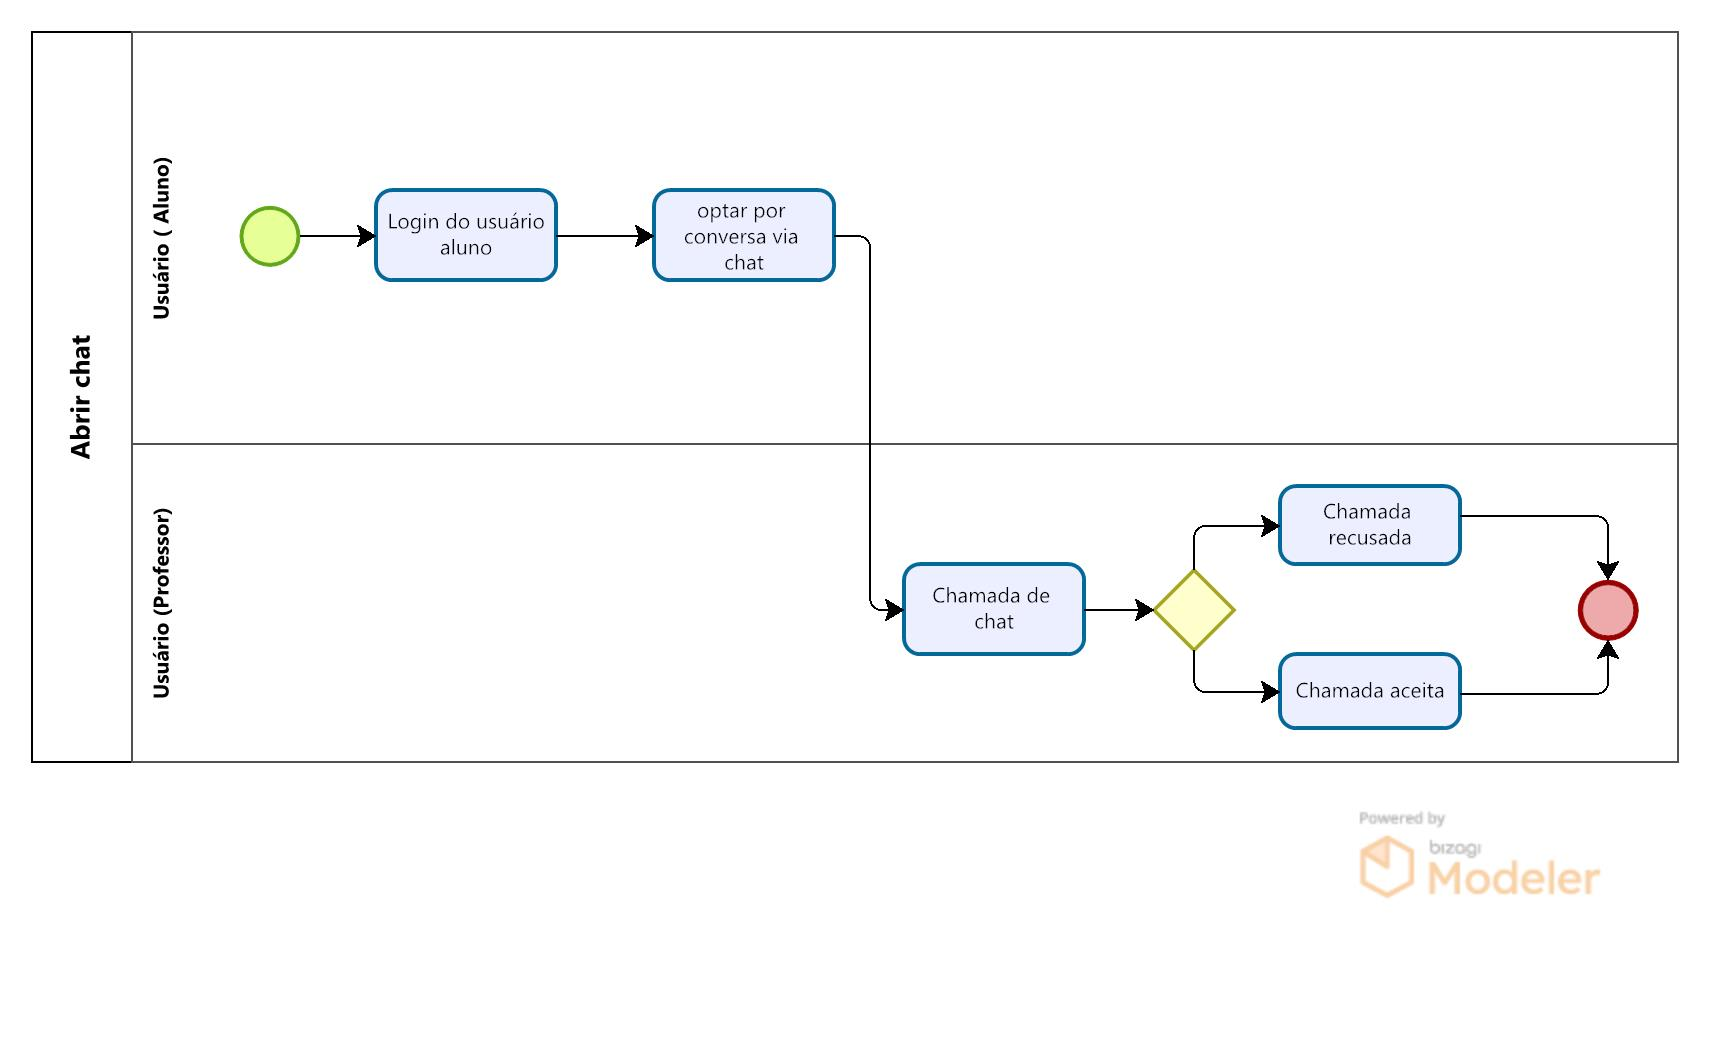 Abrir chat
Usuário ( Aluno)
Login do usuário
aluno
optar por
conversa via
chat
Usuário (Professor)
Chamada de
chat
Chamada
recusada
Chamada aceita
Powered by
bizagi
Modeler